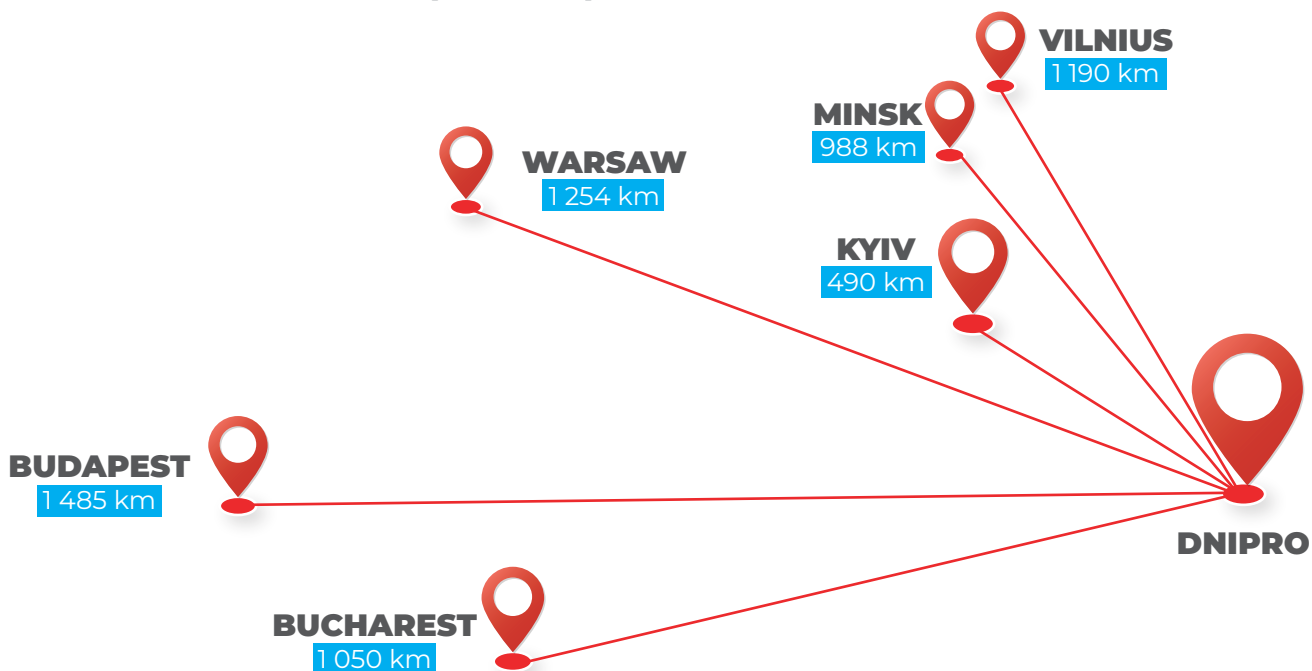 VILNIUS
1 190 km
MINSK
988 km
WARSAW
1 254 km
KYIV
490 km
BUDAPEST
1 485 km
DNIPRO
BUCHAREST
1 050 km